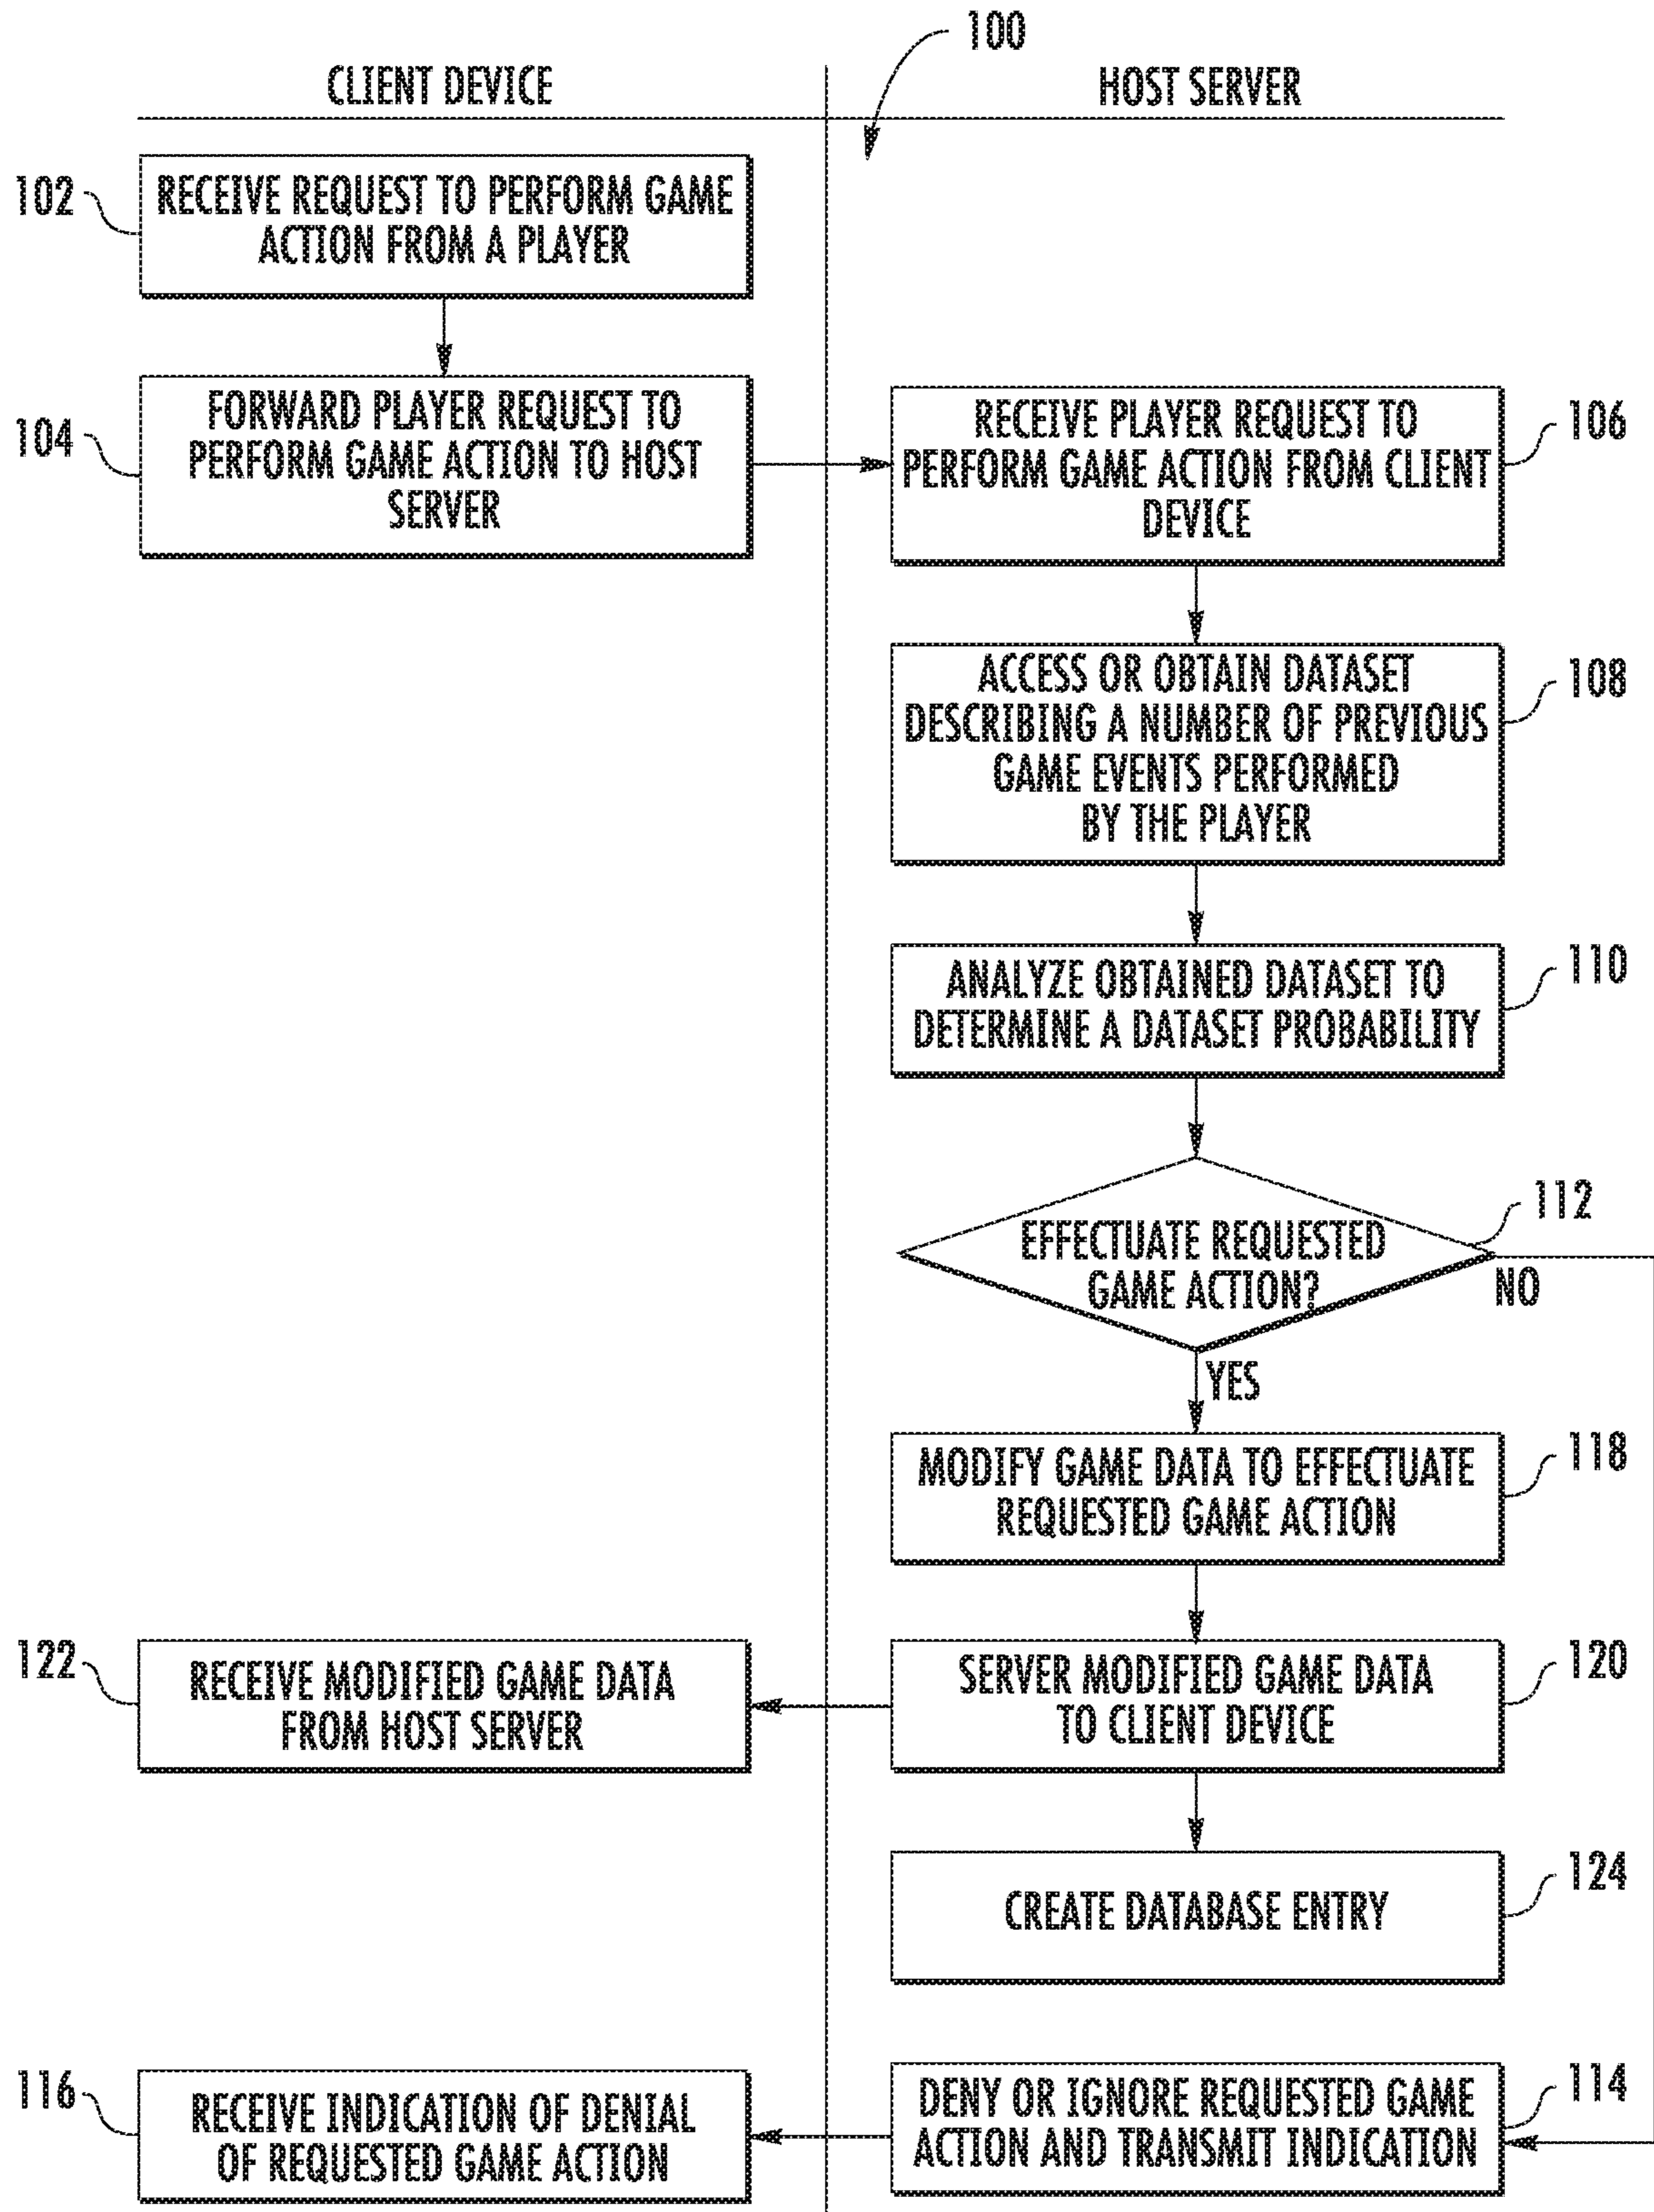 100
CLIENT DEVICE
HOST SERVER
102
RECEIVE REQUEST TO PERFORM GAME
ACTION FROM A PLAYER
104
FORWARD PLAYER REQUEST TO
PERFORM GAME ACTION TO HOST
SERVER
RECEIVE PLAYER REQUEST TO
PERFORM GAME ACTION FROM CLIENT
DEVICE
106
ACCESS OR OBTAIN DATASET
DESCRIBING A NUMBER OF PREVIOUS
GAME EVENTS PERFORMED
BY THE PLAYER
108
ANALYZE OBTAINED DATASET TO
DETERMINE A DATASET PROBABILITY
110
EFFECTUATE REQUESTED
GAME ACTION?
112
NO
YES
MODIFY GAME DATA TO EFFECTUATE
REQUESTED GAME ACTION
118
122
RECEIVE MODIFIED GAME DATA
FROM HOST SERVER
SERVER MODIFIED GAME DATA
TO CLIENT DEVICE
120
CREATE DATABASE ENTRY
124
116
RECEIVE INDICATION OF DENIAL
OF REQUESTED GAME ACTION
DENY OR IGNORE REQUESTED GAME
ACTION AND TRANSMIT INDICATION
114